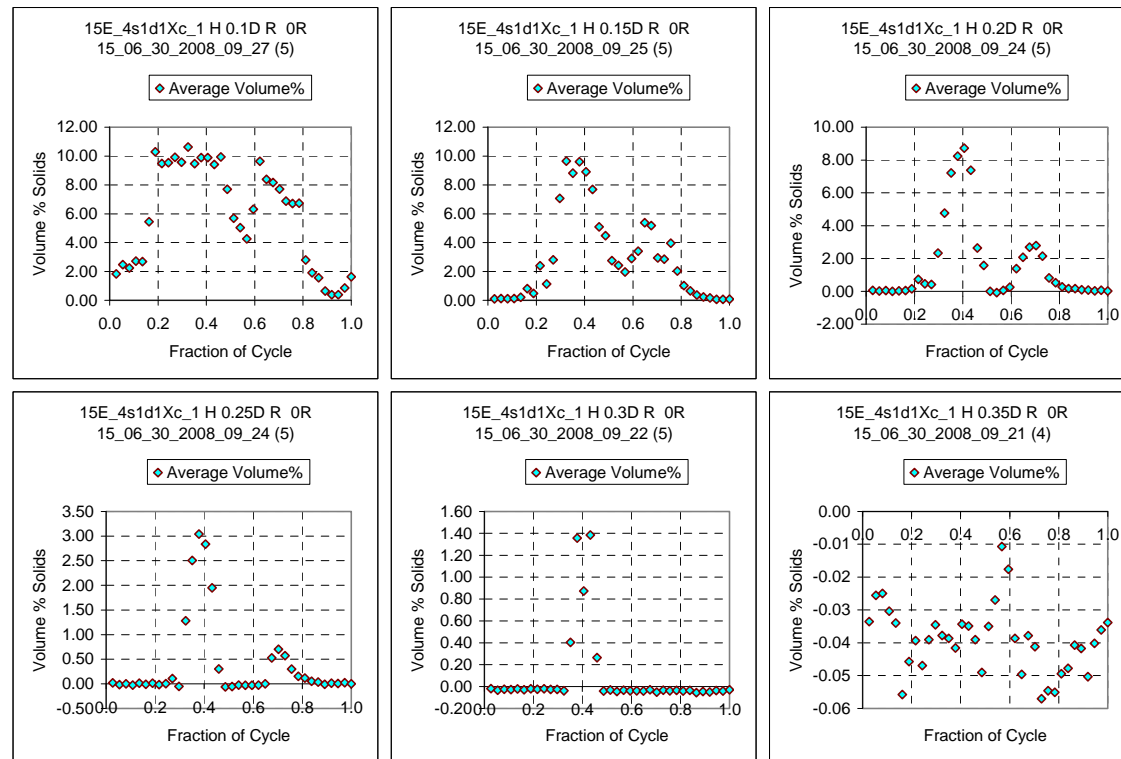 15E_4s1d1Xc_1 H 0.1D R 0R
15_06_30_2008_09_27 (5)
Average Volume%
12.00
10.00
8.00
6.00
4.00
2.00
0.00
Volume % Solids
0.0 0.2 0.4 0.6 0.8 1.0
Fraction of Cycle
15E_4s1d1Xc_1 H 0.15D R 0R
15_06_30_2008_09_25 (5)
Average Volume%
12.00
10.00
8.00
6.00
4.00
2.00
0.00
Volume % Solids
0.0 0.2 0.4 0.6 0.8 1.0
Fraction of Cycle
15E_4s1d1Xc_1 H 0.2D R 0R
15_06_30_2008_09_24 (5)
Average Volume%
10.00
8.00
6.00
4.00
2.00
0.00
-2.00
Volume % Solids
0.0 0.2 0.4 0.6 0.8 1.0
Fraction of Cycle
15E_4s1d1Xc_1 H 0.25D R 0R
15_06_30_2008_09_24 (5)
Average Volume%
3.50
3.00
2.50
2.00
1.50
1.00
0.50
0.00
-0.50
Volume % Solids
0.0 0.2 0.4 0.6 0.8 1.0
Fraction of Cycle
15E_4s1d1Xc_1 H 0.3D R 0R
15_06_30_2008_09_22 (5)
Average Volume%
1.60
1.40
1.20
1.00
0.80
0.60
0.40
0.20
0.00
-0.20
Volume % Solids
0.0 0.2 0.4 0.6 0.8 1.0
Fraction of Cycle
15E_4s1d1Xc_1 H 0.35D R 0R
15_06_30_2008_09_21 (4)
Average Volume%
0.00
-0.01
-0.02
-0.03
-0.04
-0.05
-0.06
Volume % Solids
0.0 0.2 0.4 0.6 0.8 1.0
Fraction of Cycle